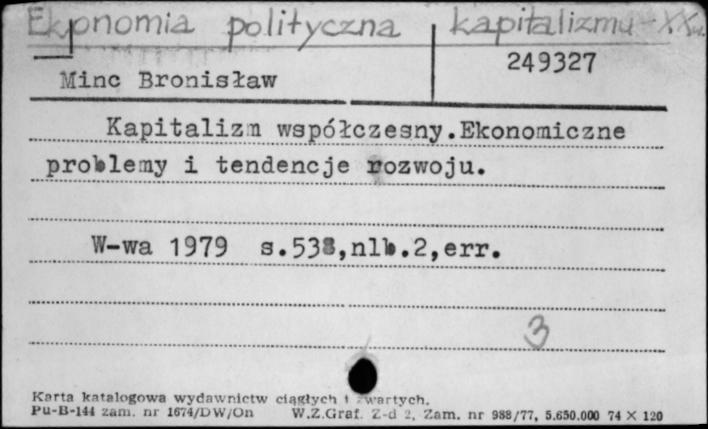 Ekonomia polityczna kapitalizmu - XX w.
249327
Minc Bronisław
Kapitalizm współczesny.Ekonomiczne
problemy i tendencje rozwoju.
W-wa 1979 s.538,nlb.2,err.
3
Karta katalogowa wydawnictw ciągłych i zwartych.
Pu-B-144 zam. nr 1674/DW/On W.Z.Graf. Z-d 2, Zam. nr 988/77, 5.650.000 74 X 120